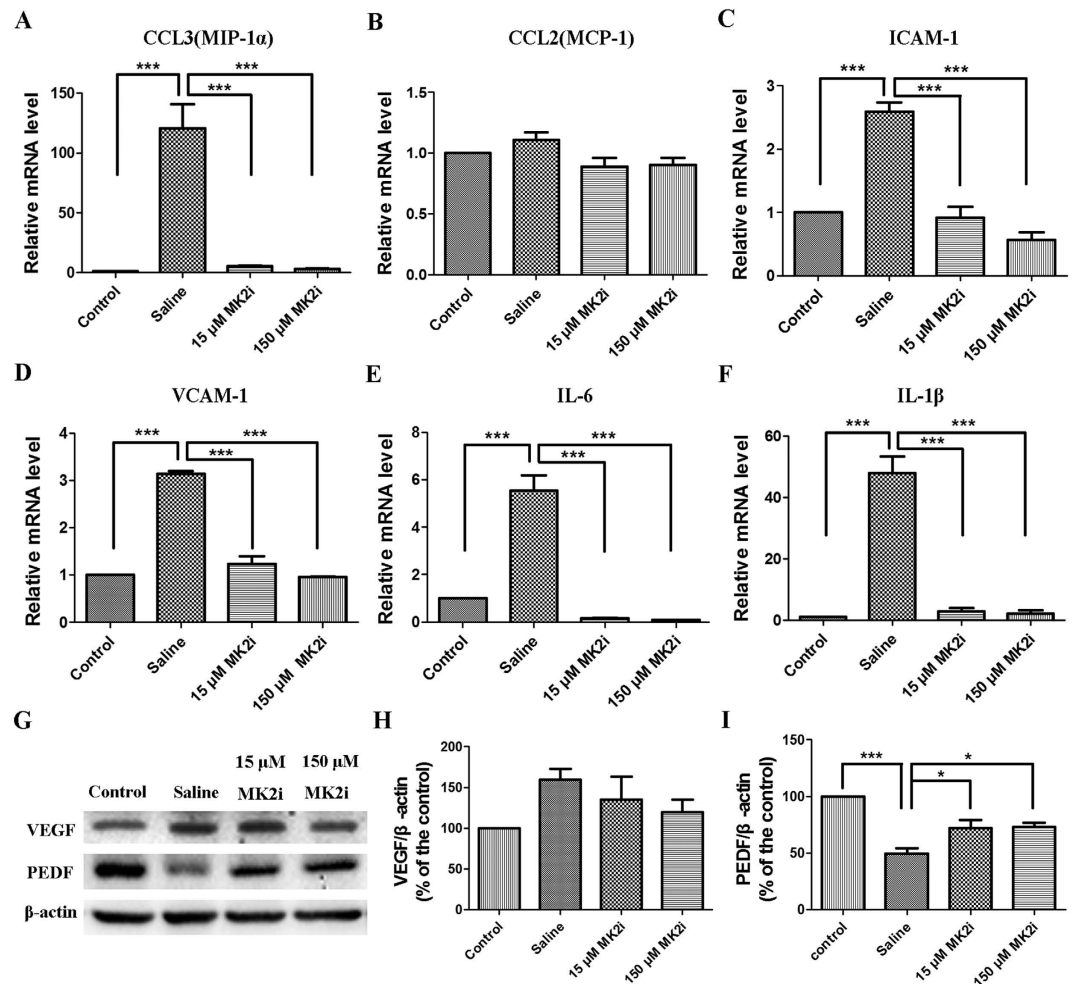 A
CCL3(MIP-1α)
Relative mRNA level
150
100
50
0
***
***
***
Control
Saline
15 μM MK2i
150 μM MK2i
B
CCL2(MCP-1)
Relative mRNA level
1.5
1.0
0.5
0.0
Control
Saline
15 μM MK2i
150 μM MK2i
C
ICAM-1
Relative mRNA level
3
2
1
0
***
***
***
Control
Saline
15 μM MK2i
150 μM MK2i
D
VCAM-1
Relative mRNA level
4
3
2
1
0
***
***
***
Control
Saline
15 μM MK2i
150 μM MK2i
E
IL-6
Relative mRNA level
8
6
4
2
0
***
***
***
Control
Saline
15 μM MK2i
150 μM MK2i
F
IL-1β
Relative mRNA level
60
40
20
0
***
***
***
Control
Saline
15 μM MK2i
150 μM MK2i
G
15 μM
150 μM
Control
Saline
MK2i
MK2i
VEGF
PEDF
β-actin
H
VEGF/β -actin
(% of the control)
200
150
100
50
0
Control
Saline
15 μM MK2i
150 μM MK2i
I
PEDF/β -actin
(% of the control)
150
100
50
0
***
*
*
control
Saline
15 μM MK2i
150 μM MK2i